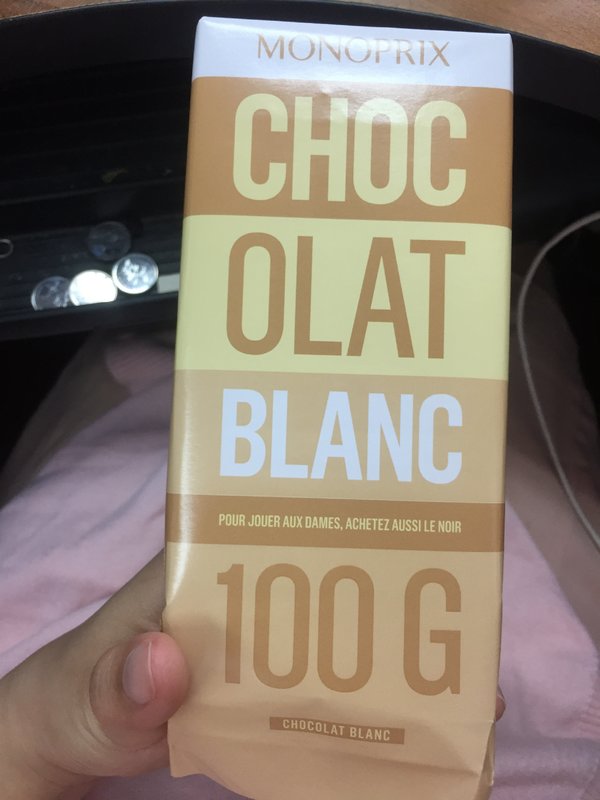 MONOPRIX
CHOC
OLAT
BLANC
POUR JOUER AUX DAMES, ACHETEZ AUSSI LE NOIR
100 G
CHOCOLAT BLANC